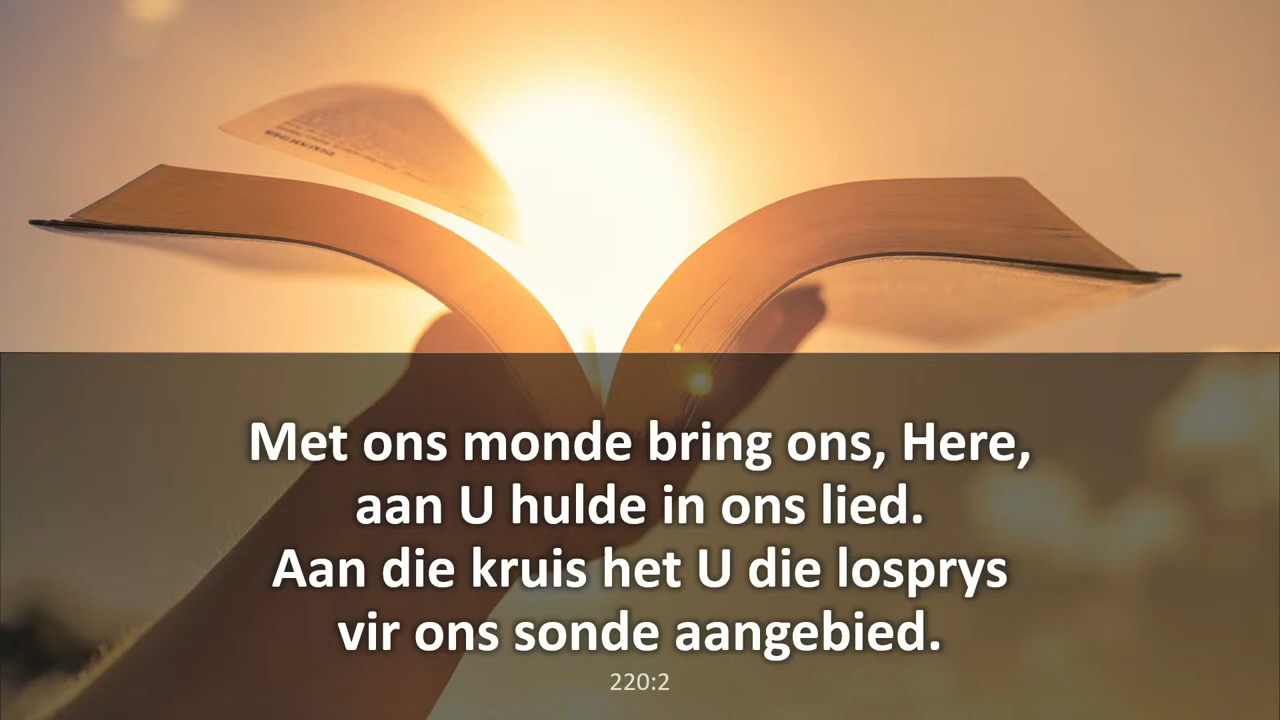 Met ons monde bring ons, Here,
aan U hulde in ons lied.
Aan die kruis het U die losprys
vir ons sonde aangebied.
220:2